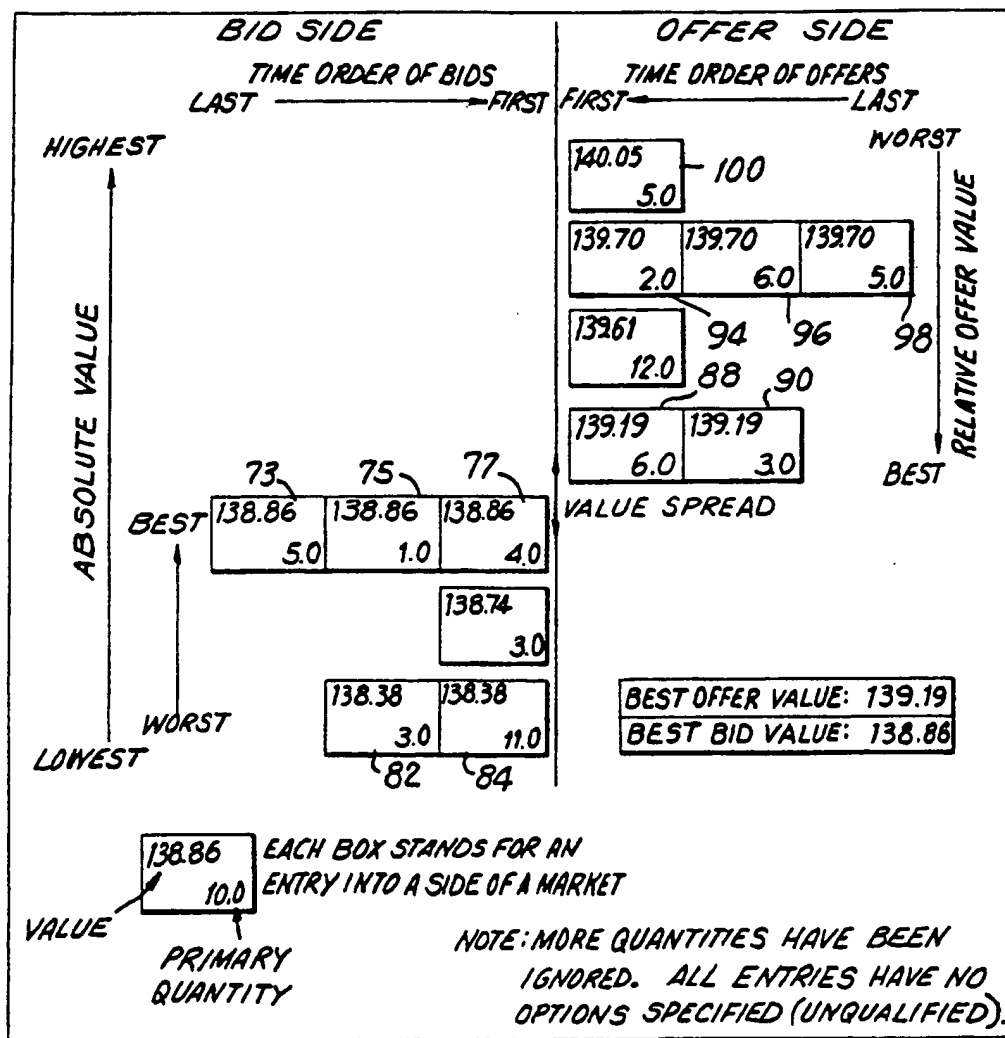 BID SIDE
OFFER SIDE
TIME ORDER OF BIDS
LAST FIRST
TIME ORDER OF OFFERS
FIRST LAST
HIGHEST
ABSOLUTE VALUE
LOWEST
WORST
RELATIVE OFFER VALUE
BEST
140.05
5.0
100
139.70 139.70 139.70
2.0 6.0 5.0
94 96 98
139.61
12.0
88 90
139.19 139.19
6.0 3.0
VALUE SPREAD
73 75 77
BEST
138.86 138.86 138.86
5.0 1.0 4.0
138.74
3.0
WORST
138.38 138.38
3.0 11.0
82 84
BEST OFFER VALUE: 139.19
BEST BID VALUE: 138.86
138.86
10.0
VALUE
PRIMARY
QUANTITY
EACH BOX STANDS FOR AN
ENTRY INTO A SIDE OF A MARKET
NOTE: MORE QUANTITIES HAVE BEEN
IGNORED. ALL ENTRIES HAVE NO
OPTIONS SPECIFIED (UNQUALIFIED).